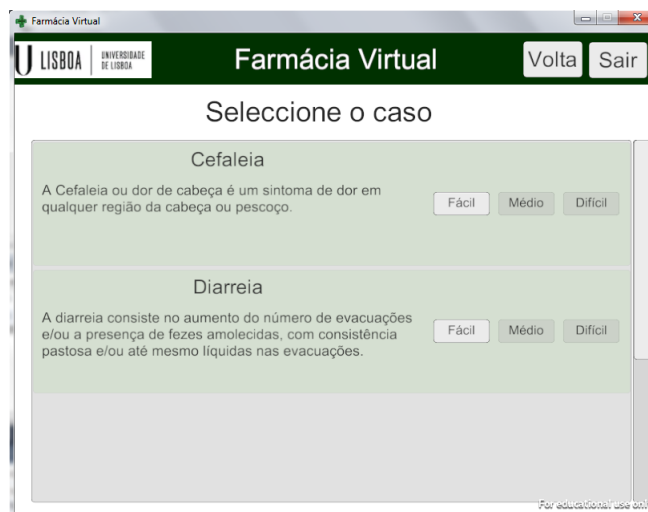 Farmácia Virtual
U LISBOA | UNIVERSIDADE
DE LISBOA
Farmácia Virtual
Volta
Sair
Seleccione o caso
Cefaleia
A Cefaleia ou dor de cabeça é um sintoma de dor em
qualquer região da cabeça ou pescoço.
Fácil Médio Difícil
Diarreia
A diarreia consiste no aumento do número de evacuações
e/ou a presença de fezes amolecidas, com consistência
pastosa e/ou até mesmo líquidas nas evacuações.
Fácil Médio Difícil
For educational use onl